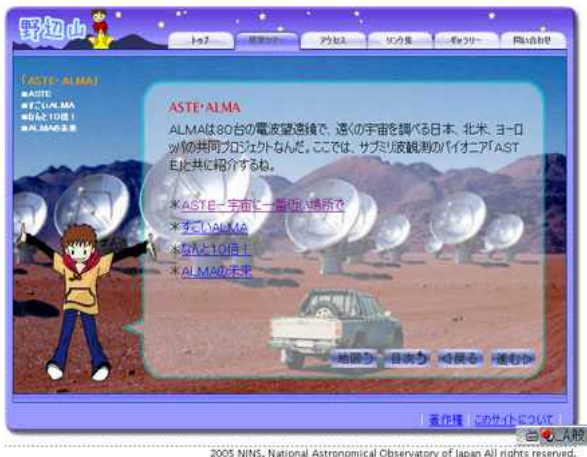 野辺山
トップ
アクセス
リンク集
ギャラリー
問い合わせ
「ASTE・ALMA」
■ASTE
■すごいALMA
■なんと10倍！
■ALMAの未来
ASTE・ALMA
ALMAは80台の電波望遠鏡で、遠くの宇宙を調べる日本、北米、ヨーロ
ッパの共同プロジェクトなんだ。ここでは、サブミリ波観測のパイオニア「AST
E」と共に紹介するね。
＊ASTE－宇宙に一番近い場所で
＊すごいALMA
＊なんと10倍！
＊ALMAの未来
地図
目次
戻る
進む
| 著作権 | このサイトについて |
A般
2005 NINS, National Astronomical Observatory of Japan All rights reserved.